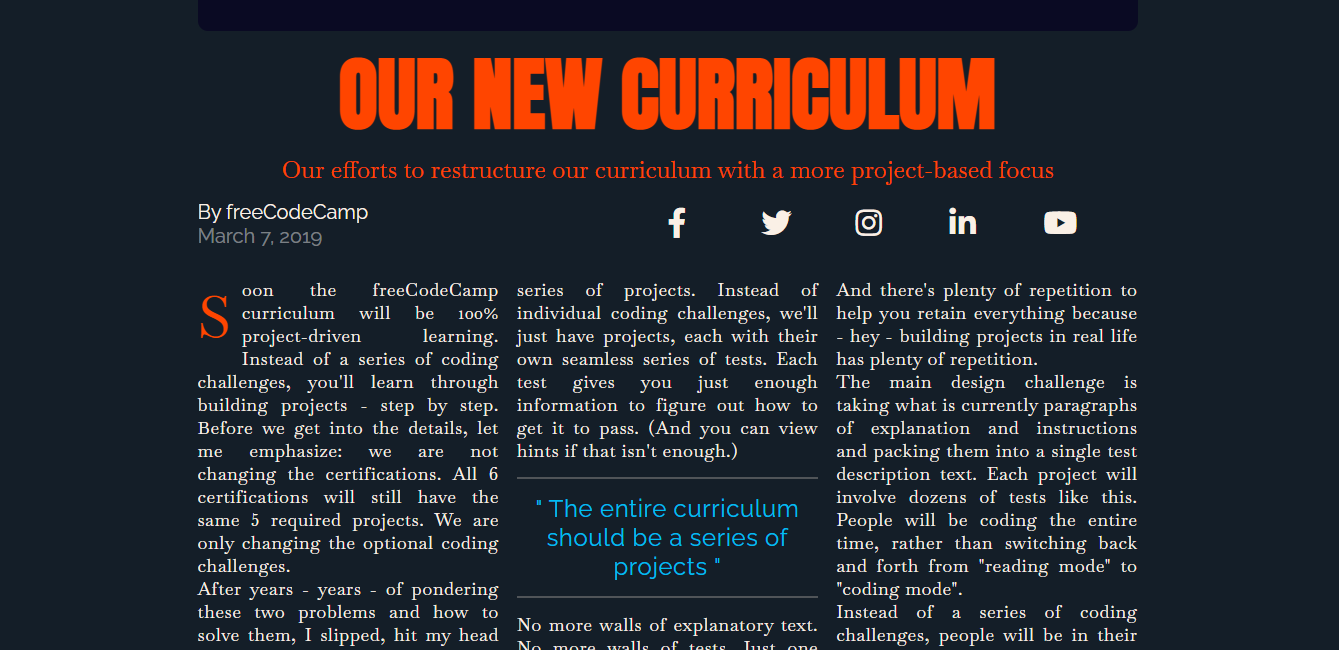 OUR NEW CURRICULUM
Our efforts to restructure our curriculum with a more project-based focus
By freeCodeCamp
March 7, 2019
Soon the freeCodeCamp
curriculum will be 100%
project-driven learning.
Instead of a series of coding
challenges, you'll learn through
building projects - step by step.
Before we get into the details, let
me emphasize: we are not
changing the certifications. All 6
certifications will still have the
same 5 required projects. We are
only changing the optional coding
challenges.
After years - years - of pondering
these two problems and how to
solve them, I slipped, hit my head
series of projects. Instead of
individual coding challenges, we'll
just have projects, each with their
own seamless series of tests. Each
test gives you just enough
information to figure out how to
get it to pass. (And you can view
hints if that isn't enough.)
" The entire curriculum
should be a series of
projects "
No more walls of explanatory text.
No more walls of tests. Just one
And there's plenty of repetition to
help you retain everything because
- hey - building projects in real life
has plenty of repetition.
The main design challenge is
taking what is currently paragraphs
of explanation and instructions
and packing them into a single test
description text. Each project will
involve dozens of tests like this.
People will be coding the entire
time, rather than switching back
and forth from "reading mode" to
"coding mode".
Instead of a series of coding
challenges, people will be in their